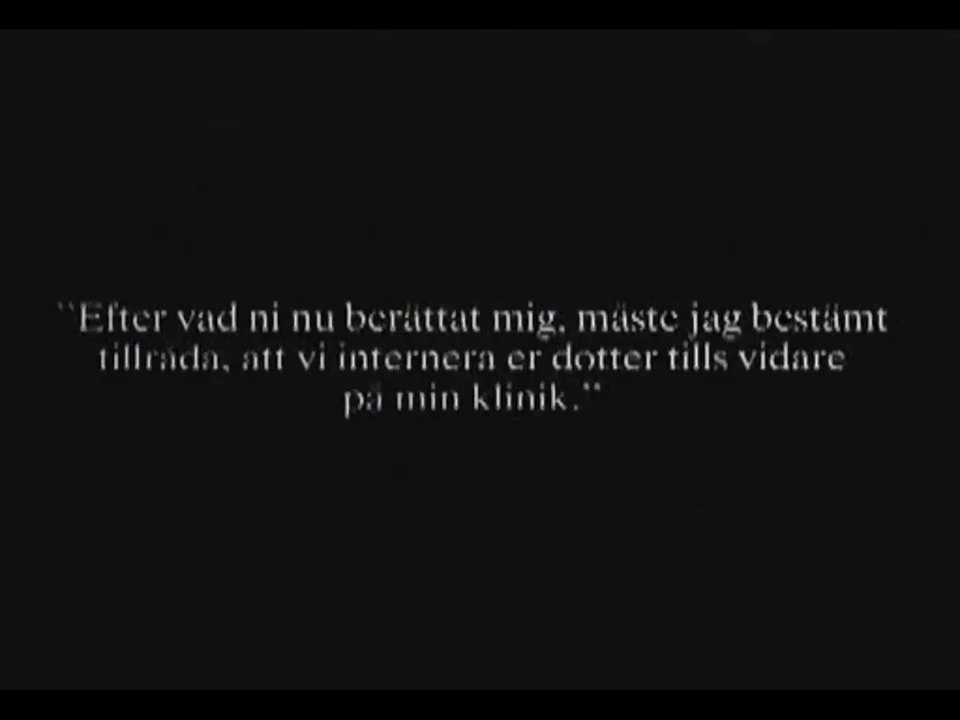 "Efter vad ni nu berättat mig, måste jag bestämt
tillråda, att vi internera er dotter tills vidare
på min klinik."